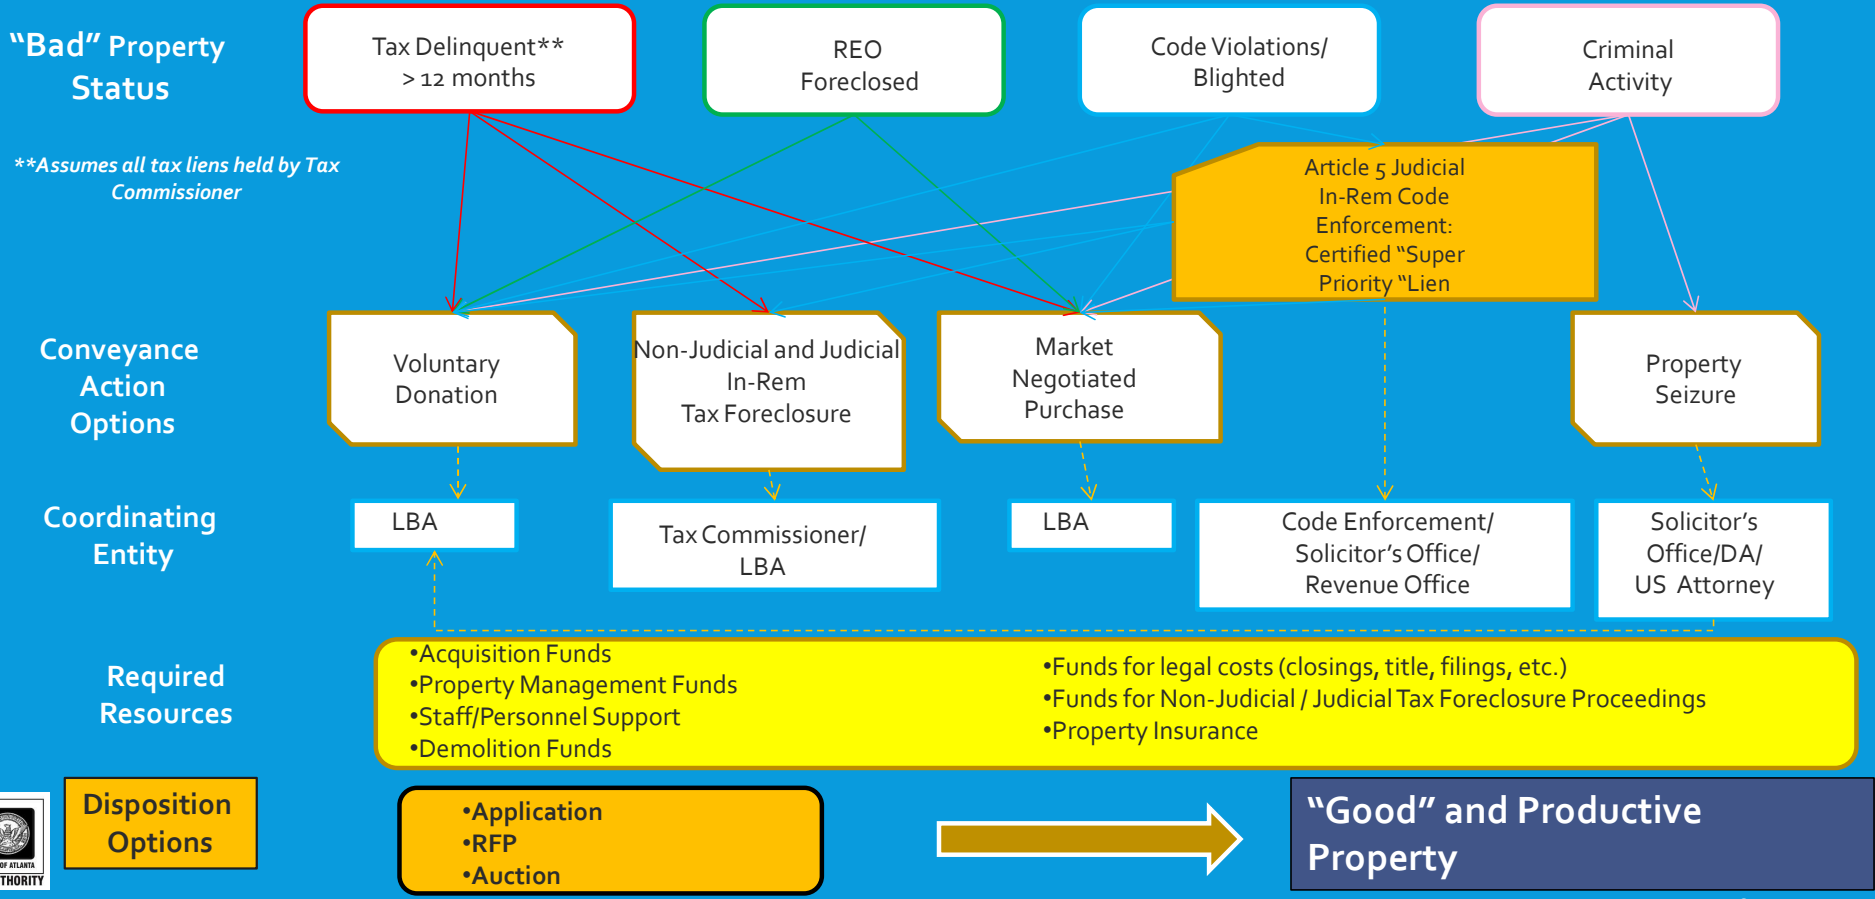 “Bad” Property
Status
Tax Delinquent**
> 12 months
REO
Foreclosed
Code Violations/
Blighted
Criminal
Activity
**Assumes all tax liens held by Tax
Commissioner
Article 5 Judicial
In-Rem Code
Enforcement:
Certified “Super
Priority “Lien
Conveyance
Action
Options
Voluntary
Donation
Non-Judicial and Judicial
In-Rem
Tax Foreclosure
Market
Negotiated
Purchase
Property
Seizure
Coordinating
Entity
LBA
Tax Commissioner/
LBA
LBA
Code Enforcement/
Solicitor’s Office/
Revenue Office
Solicitor’s
Office/DA/
US Attorney
Required
Resources
•Acquisition Funds
•Property Management Funds
•Staff/Personnel Support
•Demolition Funds
•Funds for legal costs (closings, title, filings, etc.)
•Funds for Non-Judicial / Judicial Tax Foreclosure Proceedings
•Property Insurance
OF ATLANTA
THORITY
Disposition
Options
•Application
•RFP
•Auction
“Good” and Productive
Property